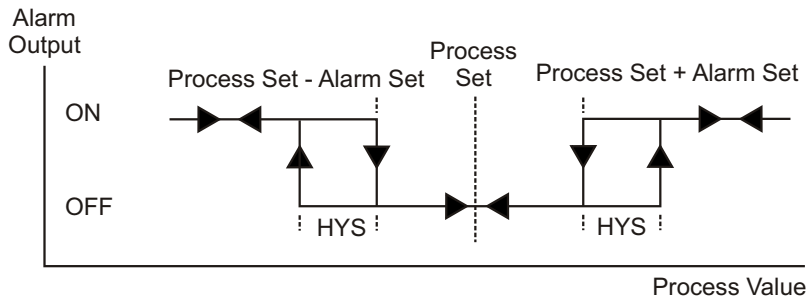 Alarm
Output
Process
Set
Process Set - Alarm Set
Process Set + Alarm Set
ON
OFF
HYS
HYS
Process Value